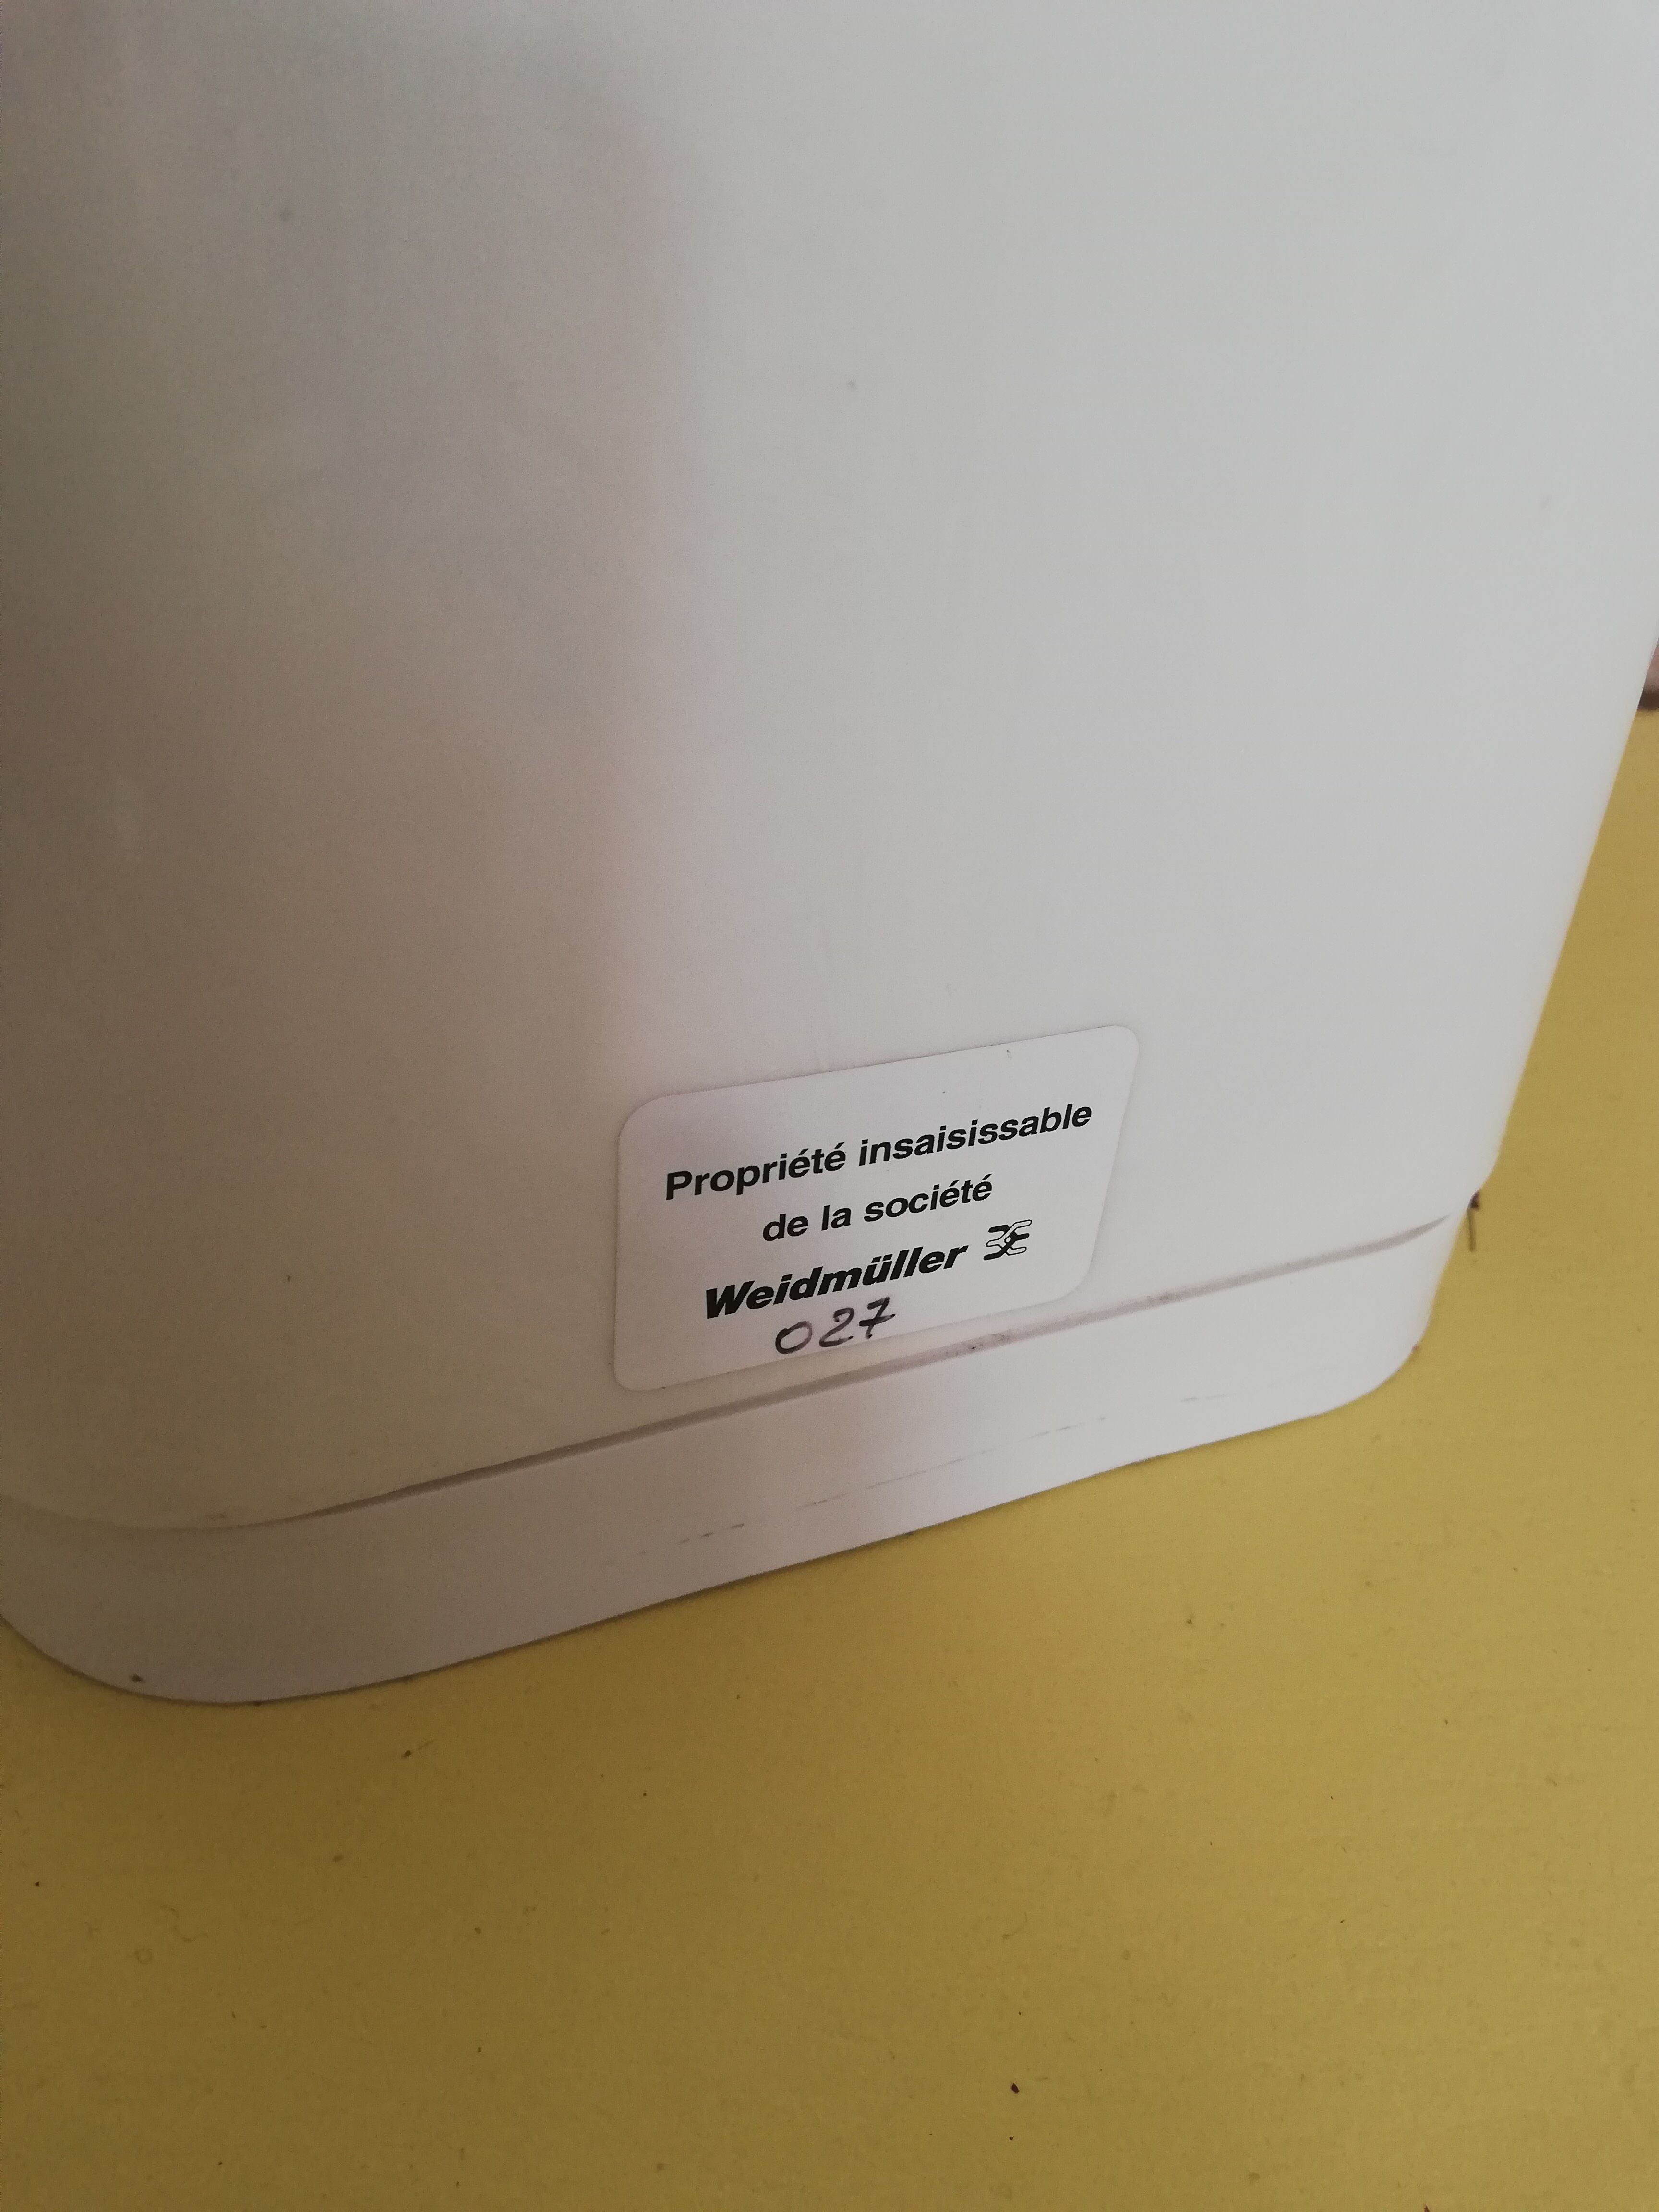 Propriété insaisissable
de la société
Weidmüller
027